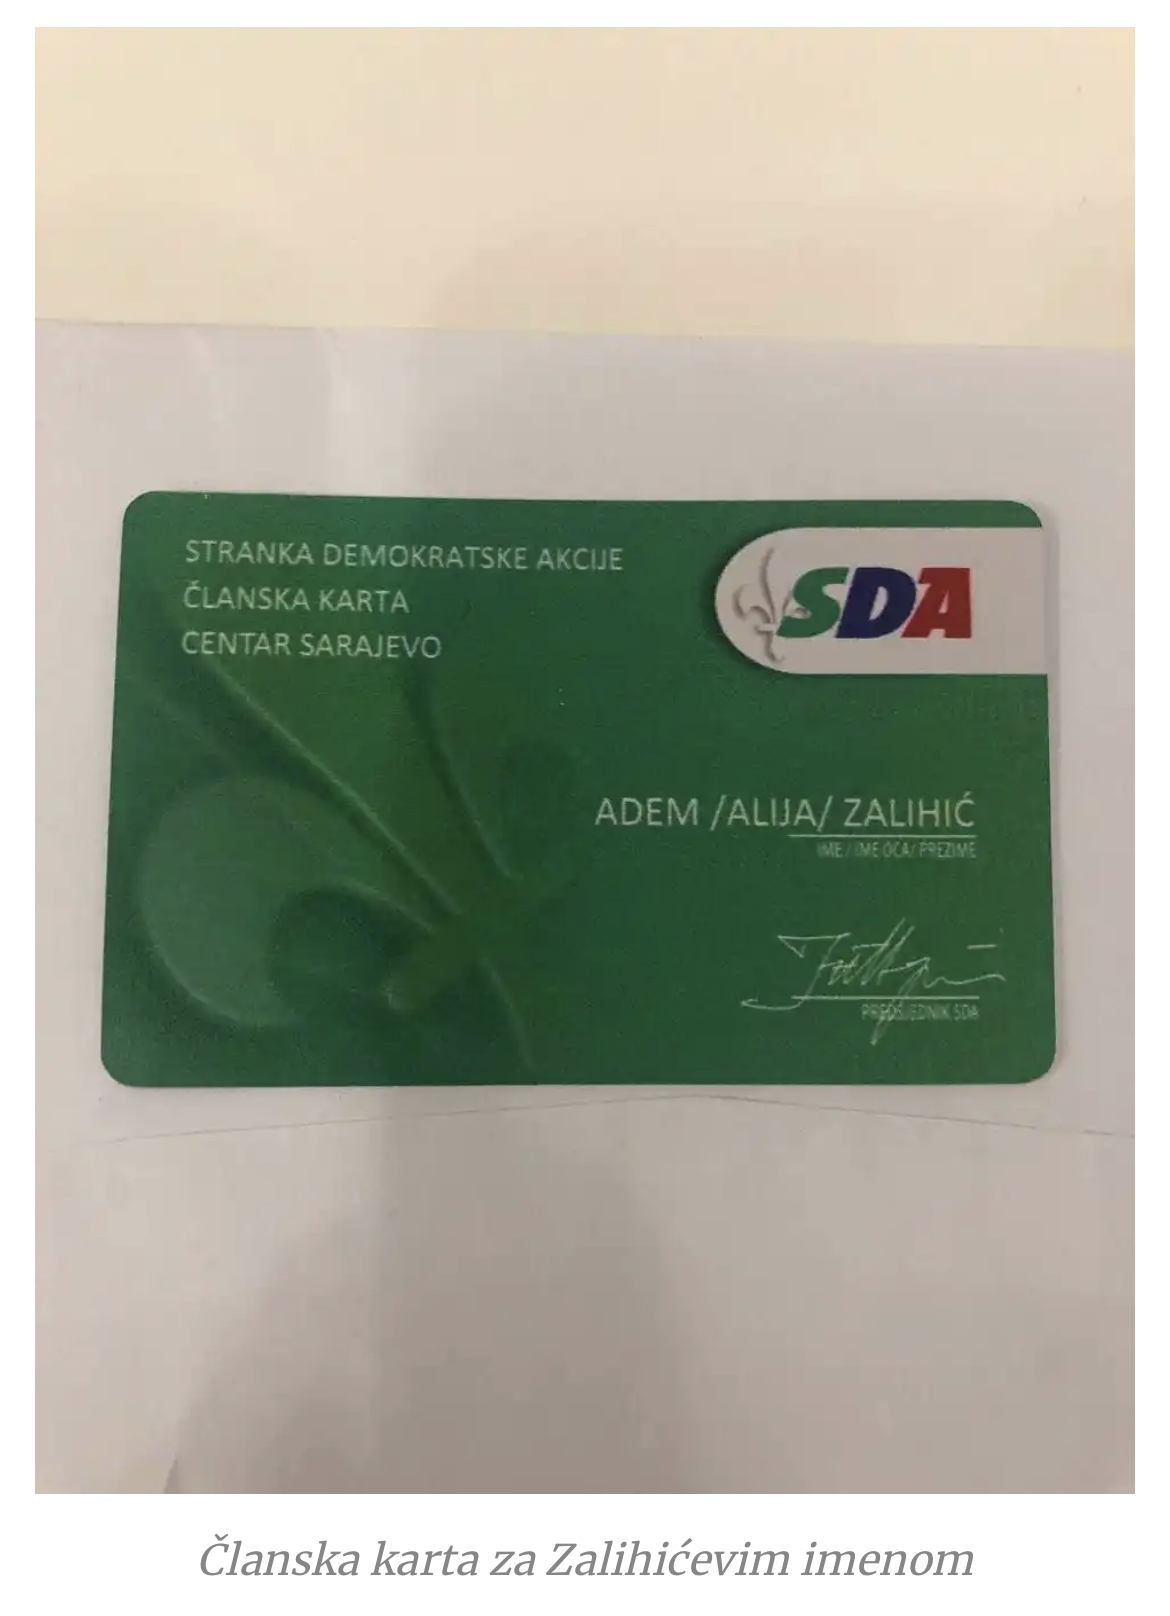 STRANKA DEMOKRATSKE AKCIJE
ČLANSKA KARTA
CENTAR SARAJEVO
SDA
ADEM /ALIJA/ ZALIHIĆ
IME / IME OCA / PREZIME
PREDSJEDNIK SDA
Članska karta za Zalihićevim imenom